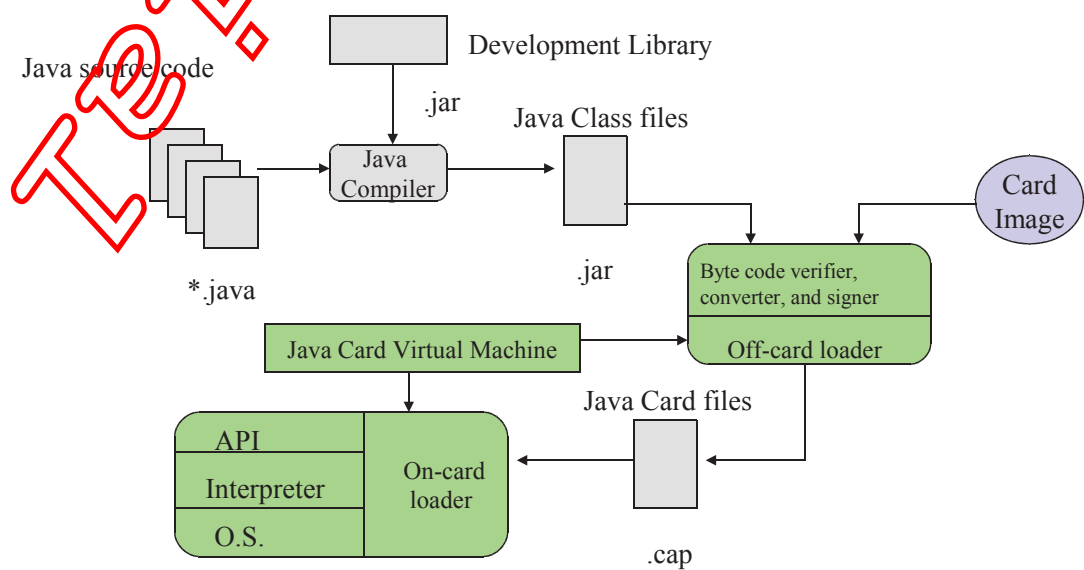 Development Library
Java source code
.jar
Java Class files
Java
Compiler
Card
Image
*.java
.jar
Byte code verifier,
converter, and signer
Java Card Virtual Machine
Off-card loader
Java Card files
API
Interpreter
O.S.
On-card
loader
.cap